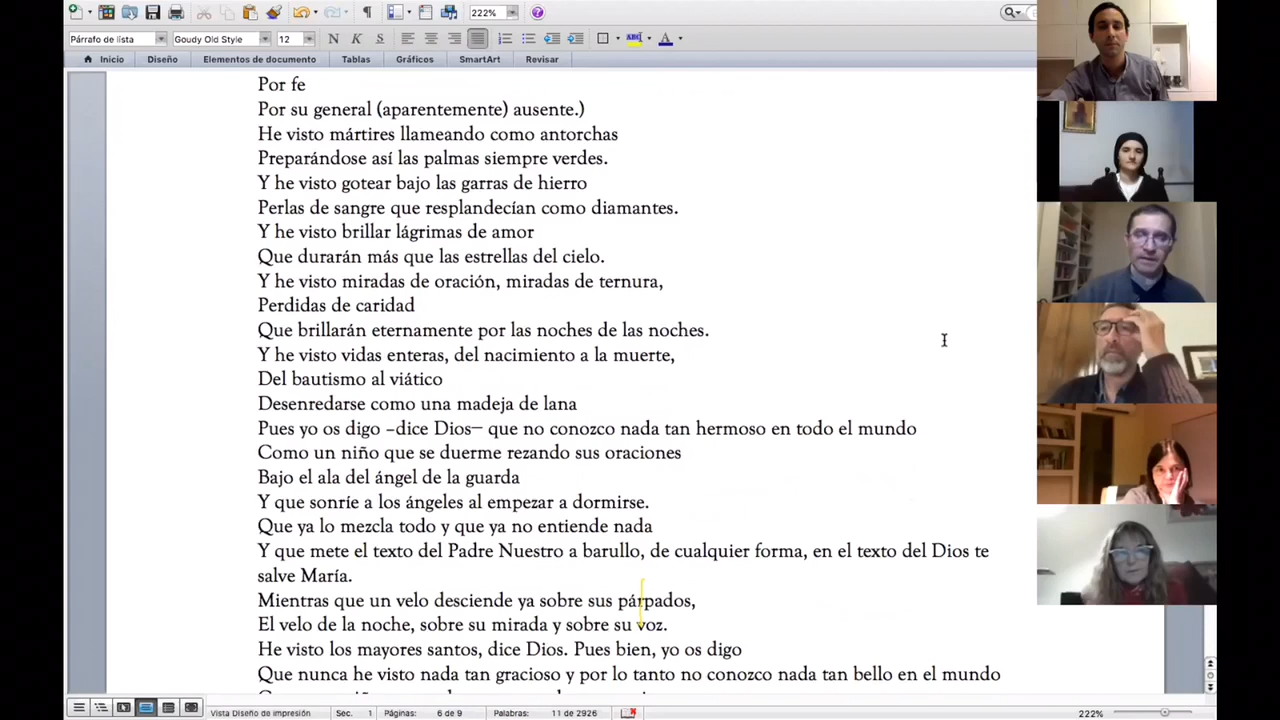 222%
Párrafo de lista Goudy Old Style 12 N K S
Inicio Diseño Elementos de documento Tablas Gráficos SmartArt Revisar
Por fe
Por su general (aparentemente) ausente.)
He visto mártires llameando como antorchas
Preparándose así las palmas siempre verdes.
Y he visto gotear bajo las garras de hierro
Perlas de sangre que resplandecían como diamantes.
Y he visto brillar lágrimas de amor
Que durarán más que las estrellas del cielo.
Y he visto miradas de oración, miradas de ternura,
Perdidas de caridad
Que brillarán eternamente por las noches de las noches.
Y he visto vidas enteras, del nacimiento a la muerte,
Del bautismo al viático
Desenredarse como una madeja de lana
Pues yo os digo –dice Dios— que no conozco nada tan hermoso en todo el mundo
Como un niño que se duerme rezando sus oraciones
Bajo el ala del ángel de la guarda
Y que sonríe a los ángeles al empezar a dormirse.
Que ya lo mezcla todo y que ya no entiende nada
Y que mete el texto del Padre Nuestro a barullo, de cualquier forma, en el texto del Dios te
salve María.
Mientras que un velo desciende ya sobre sus párpados,
El velo de la noche, sobre su mirada y sobre su voz.
He visto los mayores santos, dice Dios. Pues bien, yo os digo
Que nunca he visto nada tan gracioso y por lo tanto no conozco nada tan bello en el mundo
Vista Diseño de impresión Sec. 1 Páginas: 6 de 9 Palabras: 11 de 2926 222%